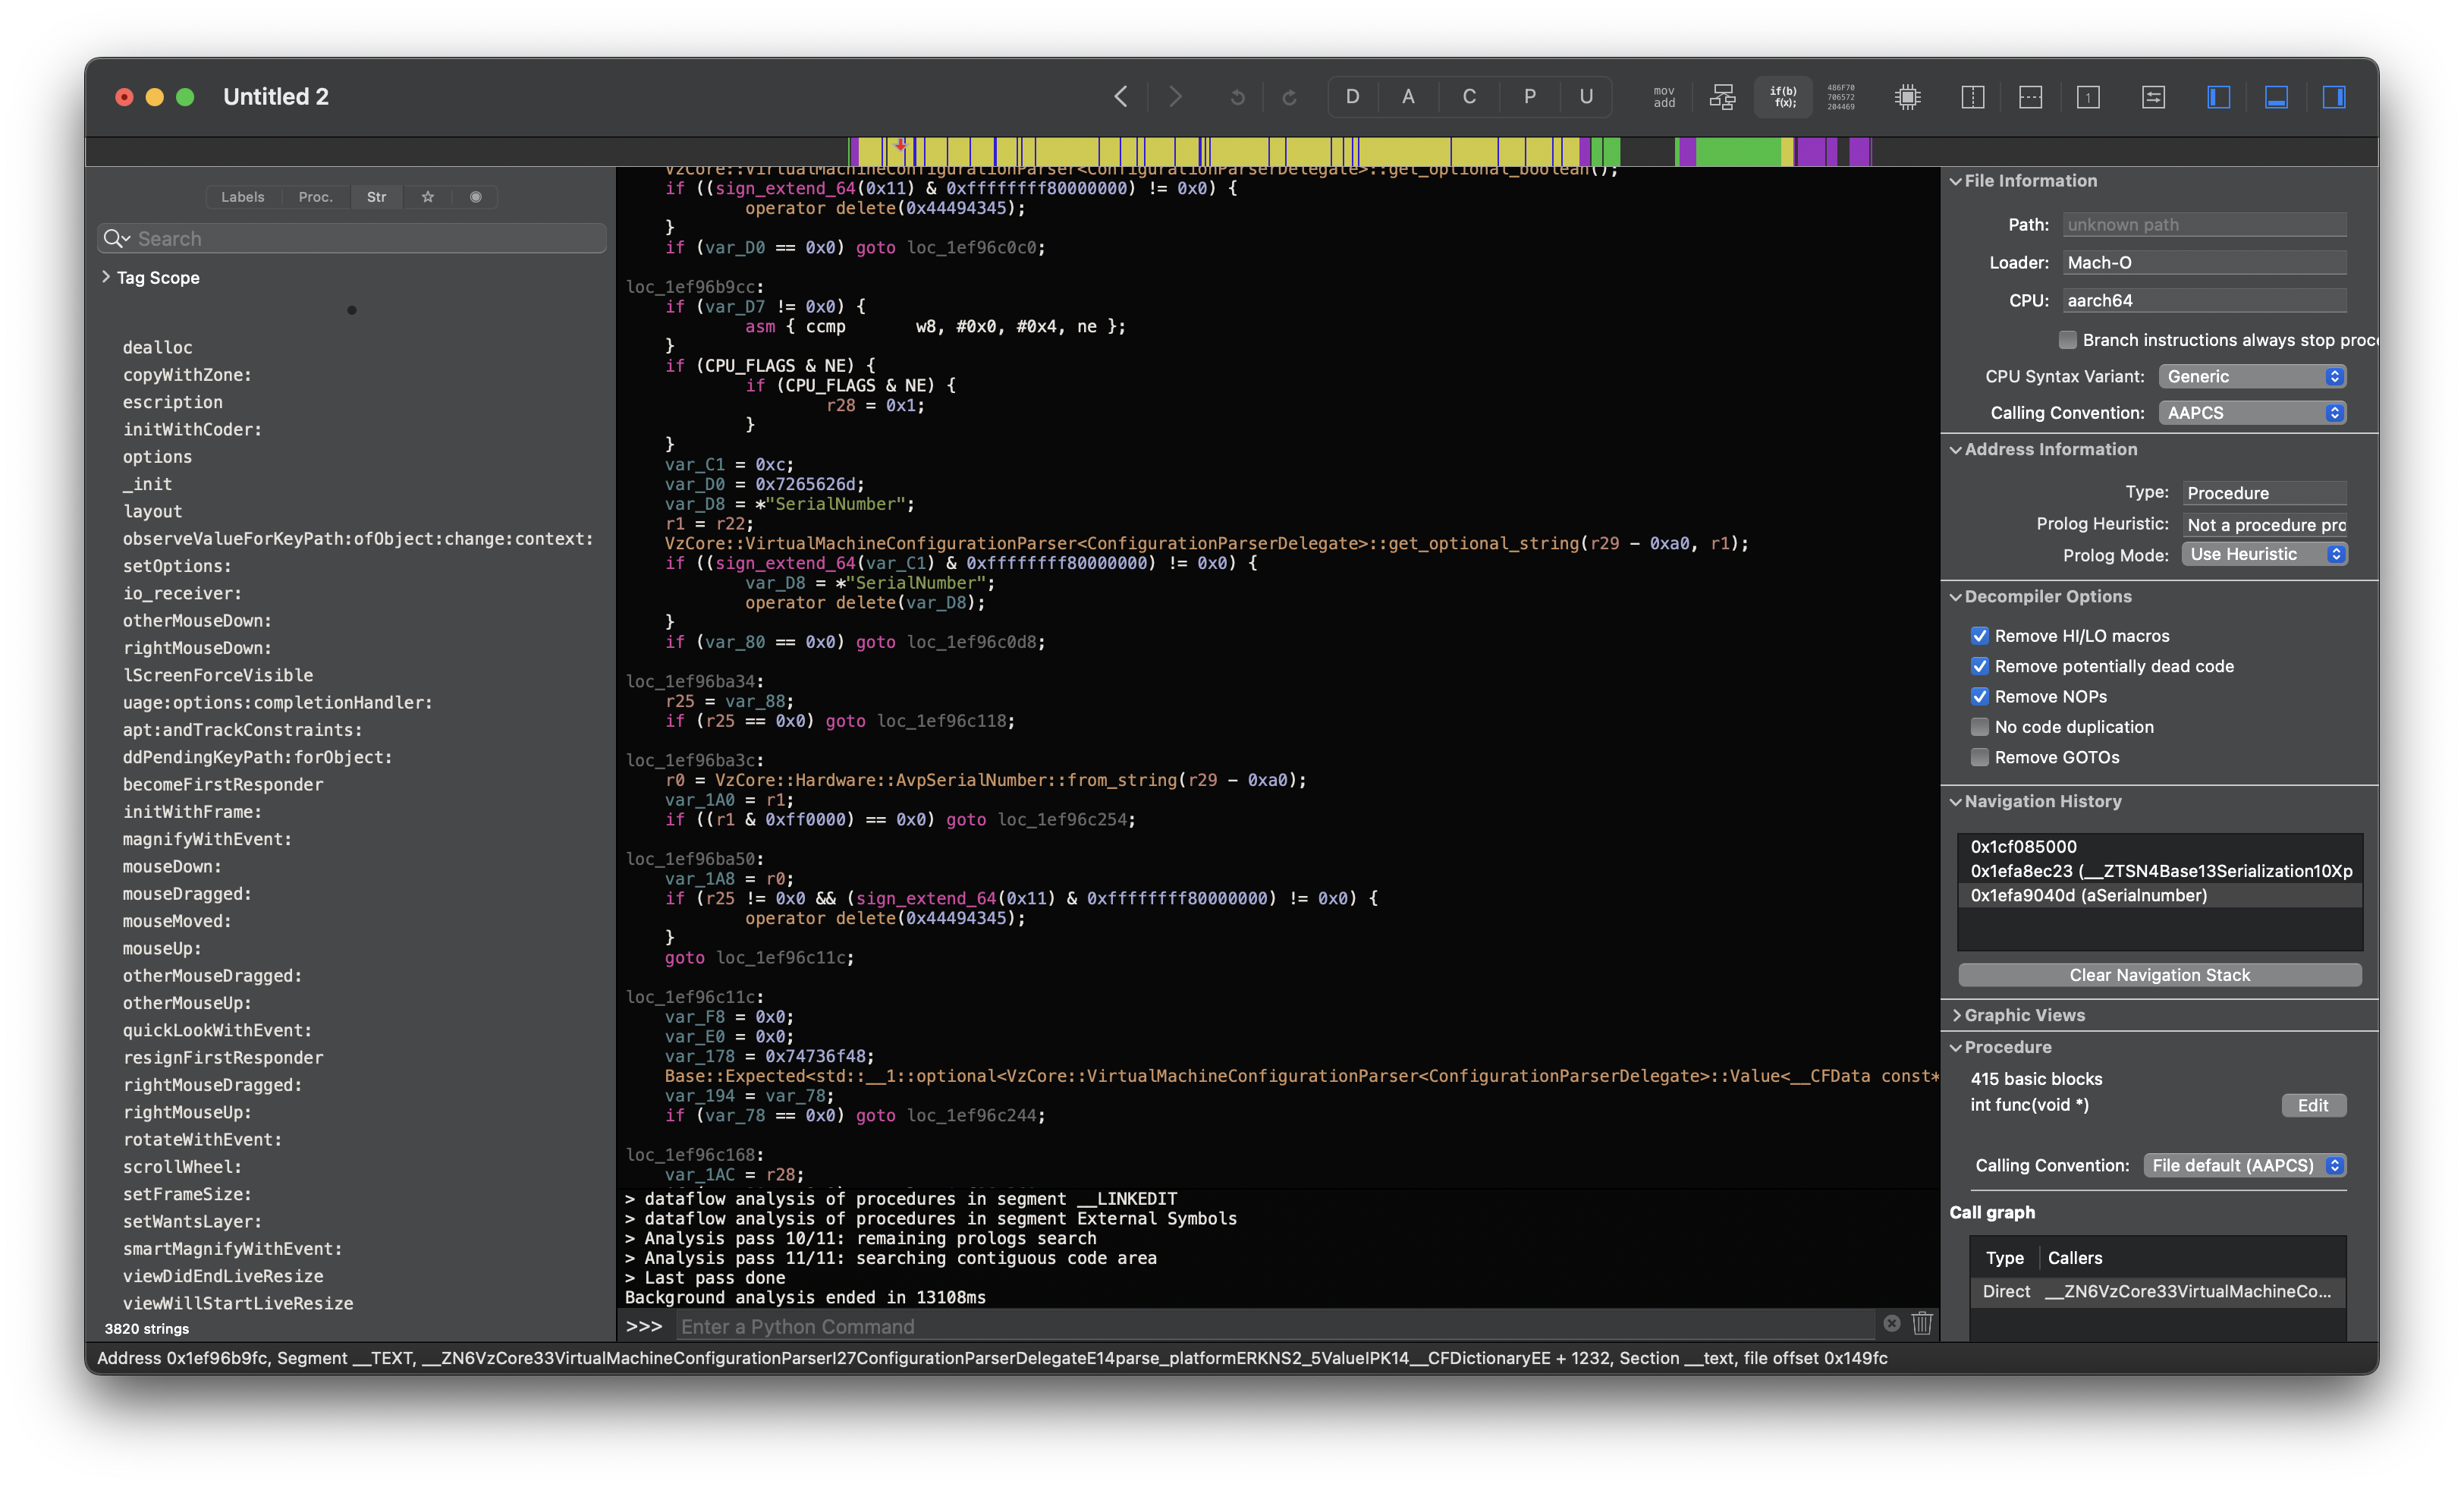 Untitled 2
D A C P U
mov
add
if(b)
f(x);
486F70
706572
204469
1
Labels Proc. Str
Search
Tag Scope
dealloc
copyWithZone:
escription
initWithCoder:
options
_init
layout
observeValueForKeyPath:ofObject:change:context:
setOptions:
io_receiver:
otherMouseDown:
rightMouseDown:
lScreenForceVisible
uage:options:completionHandler:
apt:andTrackConstraints:
ddPendingKeyPath:forObject:
becomeFirstResponder
initWithFrame:
magnifyWithEvent:
mouseDown:
mouseDragged:
mouseMoved:
mouseUp:
otherMouseDragged:
otherMouseUp:
quickLookWithEvent:
resignFirstResponder
rightMouseDragged:
rightMouseUp:
rotateWithEvent:
scrollWheel:
setFrameSize:
setWantsLayer:
smartMagnifyWithEvent:
viewDidEndLiveResize
viewWillStartLiveResize
3820 strings
VzCore::VirtualMachineConfigurationParser<ConfigurationParserDelegate>::get_optional_boolean();
if ((sign_extend_64(0x11) & 0xffffffff80000000) != 0x0) {
operator delete(0x44494345);
}
if (var_D0 == 0x0) goto loc_1ef96c0c0;
loc_1ef96b9cc:
if (var_D7 != 0x0) {
asm { ccmp w8, #0x0, #0x4, ne };
}
if (CPU_FLAGS & NE) {
if (CPU_FLAGS & NE) {
r28 = 0x1;
}
}
var_C1 = 0xc;
var_D0 = 0x7265626d;
var_D8 = *"SerialNumber";
r1 = r22;
VzCore::VirtualMachineConfigurationParser<ConfigurationParserDelegate>::get_optional_string(r29 - 0xa0, r1);
if ((sign_extend_64(var_C1) & 0xffffffff80000000) != 0x0) {
var_D8 = *"SerialNumber";
operator delete(var_D8);
}
if (var_80 == 0x0) goto loc_1ef96c0d8;
loc_1ef96ba34:
r25 = var_88;
if (r25 == 0x0) goto loc_1ef96c118;
loc_1ef96ba3c:
r0 = VzCore::Hardware::AvpSerialNumber::from_string(r29 - 0xa0);
var_1A0 = r1;
if ((r1 & 0xff0000) == 0x0) goto loc_1ef96c254;
loc_1ef96ba50:
var_1A8 = r0;
if (r25 != 0x0 && (sign_extend_64(0x11) & 0xffffffff80000000) != 0x0) {
operator delete(0x44494345);
}
goto loc_1ef96c11c;
loc_1ef96c11c:
var_F8 = 0x0;
var_E0 = 0x0;
var_178 = 0x74736f48;
Base::Expected<std::__1::optional<VzCore::VirtualMachineConfigurationParser<ConfigurationParserDelegate>::Value<__CFData const*
var_194 = var_78;
if (var_78 == 0x0) goto loc_1ef96c244;
loc_1ef96c168:
var_1AC = r28;
> dataflow analysis of procedures in segment __LINKEDIT
> dataflow analysis of procedures in segment External Symbols
> Analysis pass 10/11: remaining prologs search
> Analysis pass 11/11: searching contiguous code area
> Last pass done
Background analysis ended in 13108ms
>>> Enter a Python Command
File Information
Path: unknown path
Loader: Mach-O
CPU: aarch64
Branch instructions always stop proce
CPU Syntax Variant: Generic
Calling Convention: AAPCS
Address Information
Type: Procedure
Prolog Heuristic: Not a procedure pro
Prolog Mode: Use Heuristic
Decompiler Options
Remove HI/LO macros
Remove potentially dead code
Remove NOPs
No code duplication
Remove GOTOs
Navigation History
0x1cf085000
0x1efa8ec23 (__ZTSN4Base13Serialization10Xp
0x1efa9040d (aSerialnumber)
Clear Navigation Stack
Graphic Views
Procedure
415 basic blocks
int func(void *) Edit
Calling Convention: File default (AAPCS)
Call graph
Type Callers
Direct __ZN6VzCore33VirtualMachineCo...
Address 0x1ef96b9fc, Segment __TEXT, __ZN6VzCore33VirtualMachineConfigurationParserI27ConfigurationParserDelegateE14parse_platformERKNS2_5ValueIPK14__CFDictionaryEE + 1232, Section __text, file offset 0x149fc